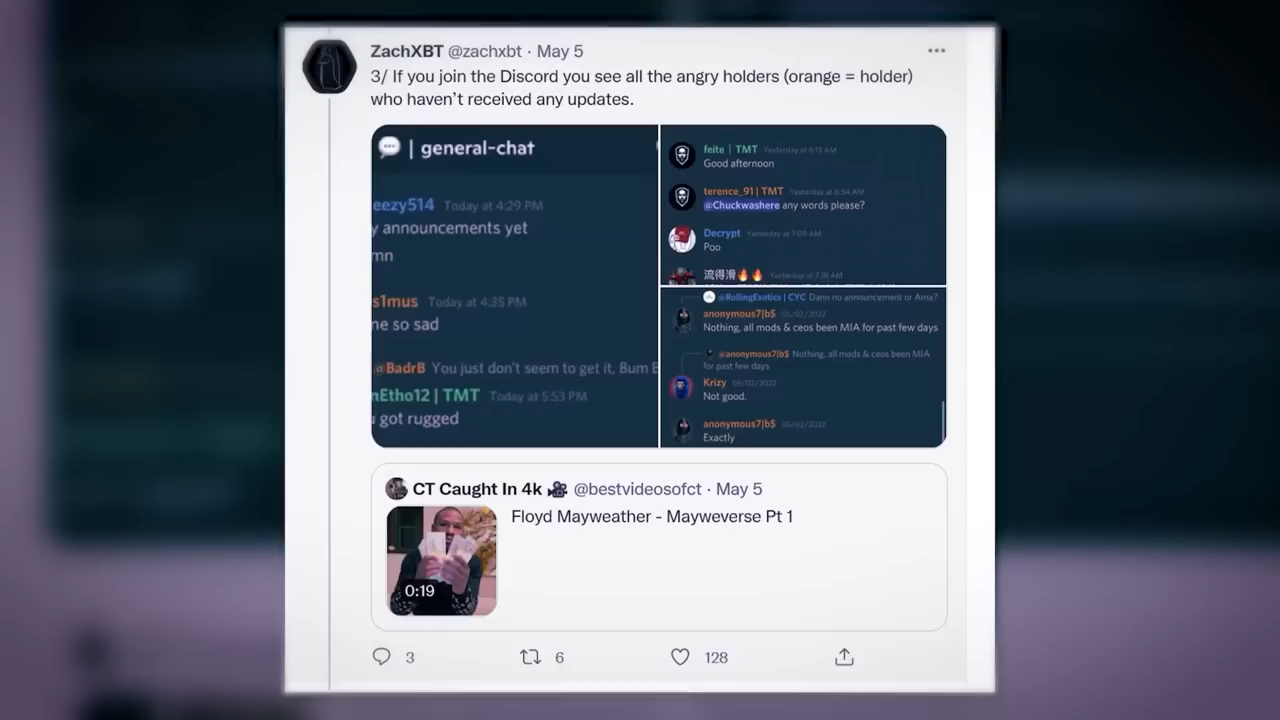 ZachXBT @zachxbt · May 5
3/ If you join the Discord you see all the angry holders (orange = holder)
who haven't received any updates.
| general-chat
eezy514 Today at 4:29 PM
y announcements yet
mn
s1mus Today at 4:35 PM
ne so sad
@BadrB You just don't seem to get it, Bum
nEtho12 | TMT Today at 5:53 PM
got rugged
feite | TMT Yesterday at 6:13 AM
Good afternoon
terence_91 | TMT Yesterday at 6:54 AM
@Chuckwashere any words please?
Decrypt Yesterday at 7:09 AM
Poo
流得滑🔥🔥 Yesterday at 7:18 AM
@RollingExotics | CYC Damn no announcement or Ama?
anonymous7|b$ 05/02/2022
Nothing, all mods & ceos been MIA for past few days
@anonymous7|b$ Nothing, all mods & ceos been MIA
for past few days
Krizy 05/02/2022
Not good.
anonymous7|b$ 05/02/2022
Exactly
CT Caught In 4k 🎥 @bestvideosofct · May 5
Floyd Mayweather - Mayweverse Pt 1
0:19
3 6 128